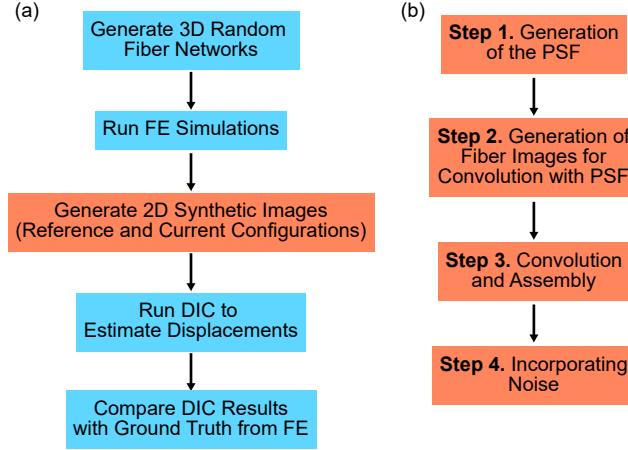 (a)
Generate 3D Random
Fiber Networks
Run FE Simulations
Generate 2D Synthetic Images
(Reference and Current Configurations)
Run DIC to
Estimate Displacements
Compare DIC Results
with Ground Truth from FE
(b)
Step 1. Generation
of the PSF
Step 2. Generation of
Fiber Images for
Convolution with PSF
Step 3. Convolution
and Assembly
Step 4. Incorporating
Noise